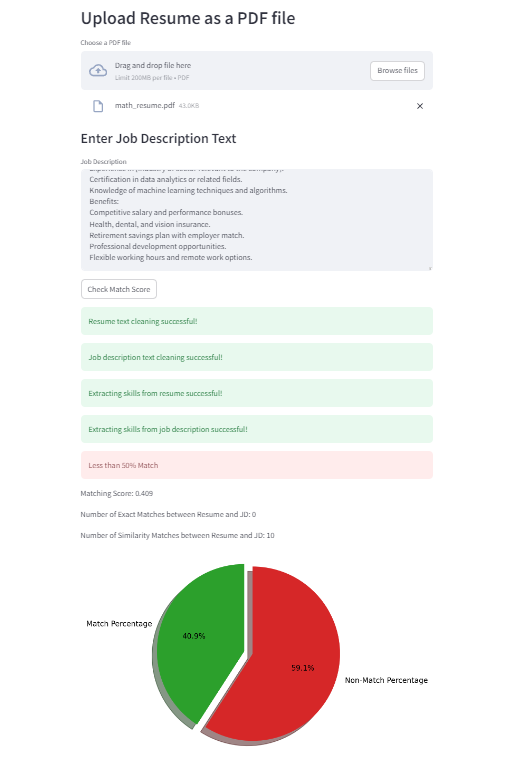 Upload Resume as a PDF file
Choose a PDF file
Drag and drop file here
Limit 200MB per file • PDF
Browse files
math_resume.pdf 43.0KB
Enter Job Description Text
Job Description
Certification in data analytics or related fields.
Knowledge of machine learning techniques and algorithms.
Benefits:
Competitive salary and performance bonuses.
Health, dental, and vision insurance.
Retirement savings plan with employer match.
Professional development opportunities.
Flexible working hours and remote work options.
Check Match Score
Resume text cleaning successful!
Job description text cleaning successful!
Extracting skills from resume successful!
Extracting skills from job description successful!
Less than 50% Match
Matching Score: 0.409
Number of Exact Matches between Resume and JD: 0
Number of Similarity Matches between Resume and JD: 10
Match Percentage
40.9%
59.1%
Non-Match Percentage